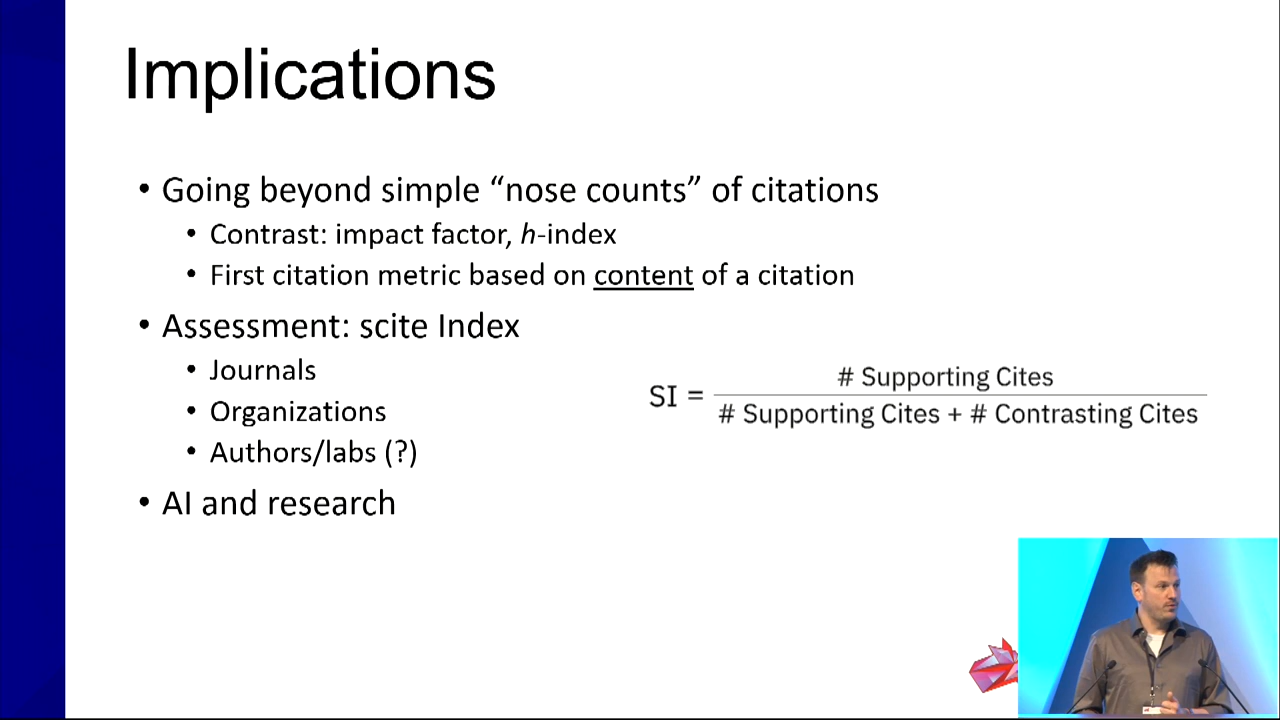 Implications
• Going beyond simple “nose counts” of citations
• Contrast: impact factor, h-index
• First citation metric based on content of a citation
• Assessment: scite Index
• Journals
• Organizations
• Authors/labs (?)
SI = # Supporting Cites / # Supporting Cites + # Contrasting Cites
• AI and research